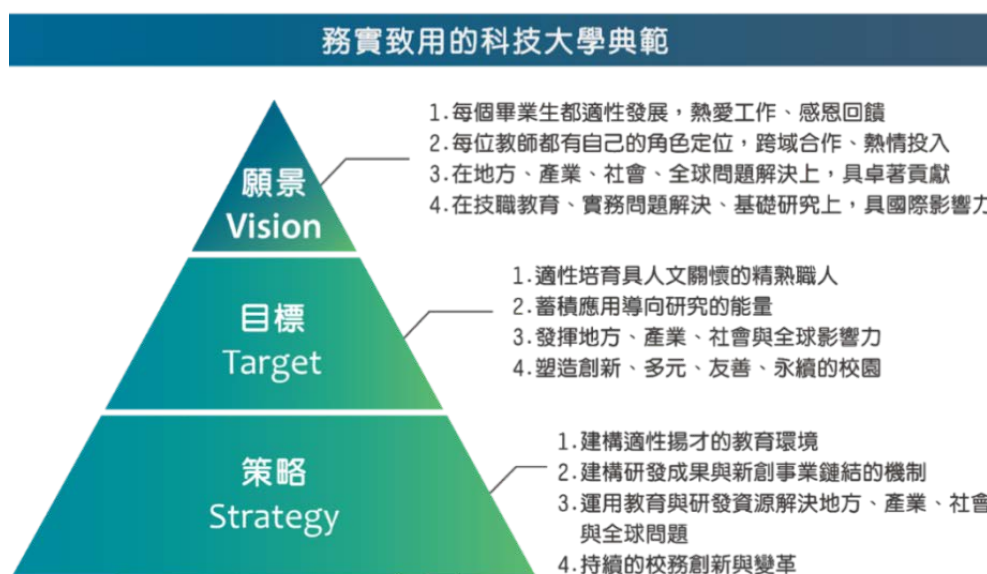 務實致用的科技大學典範
願景
Vision
1.每個畢業生都適性發展，熱愛工作、感恩回饋
2.每位教師都有自己的角色定位，跨域合作、熱情投入
3.在地方、產業、社會、全球問題解決上，具卓著貢獻
4.在技職教育、實務問題解決、基礎研究上，具國際影響力
目標
Target
1.適性培育具人文關懷的精熟職人
2.蓄積應用導向研究的能量
3.發揮地方、產業、社會與全球影響力
4.塑造創新、多元、友善、永續的校園
策略
Strategy
1.建構適性揚才的教育環境
2.建構研發成果與新創事業鏈結的機制
3.運用教育與研發資源解決地方、產業、社會
與全球問題
4.持續的校務創新與變革